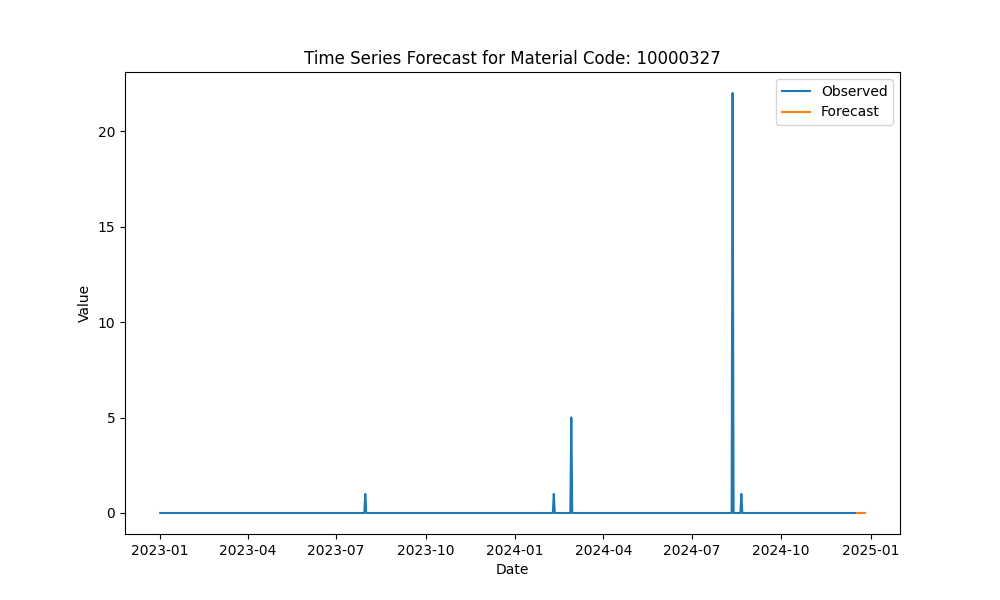 Time Series Forecast for Material Code: 10000327
Observed
Forecast
20
15
10
5
0
Value
2023-01 2023-04 2023-07 2023-10 2024-01 2024-04 2024-07 2024-10 2025-01
Date